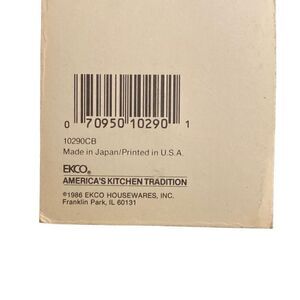 0 70950 10290 1
10290CB
Made in Japan/Printed in U.S.A.
EKCO®
AMERICA'S KITCHEN TRADITION
©1986 EKCO HOUSEWARES, INC.
Franklin Park, IL 60131